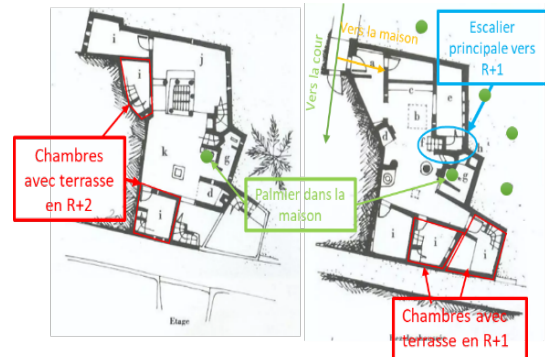 i
j
i
k
g
d
i
Chambres
avec terrasse
en R+2
Etage
Palmier dans la
maison
Vers la maison
Vers la cour
Escalier
principale vers
R+1
a
c
e
b
d
f
h
g
i
i
i
Chambres avec
terrasse en R+1